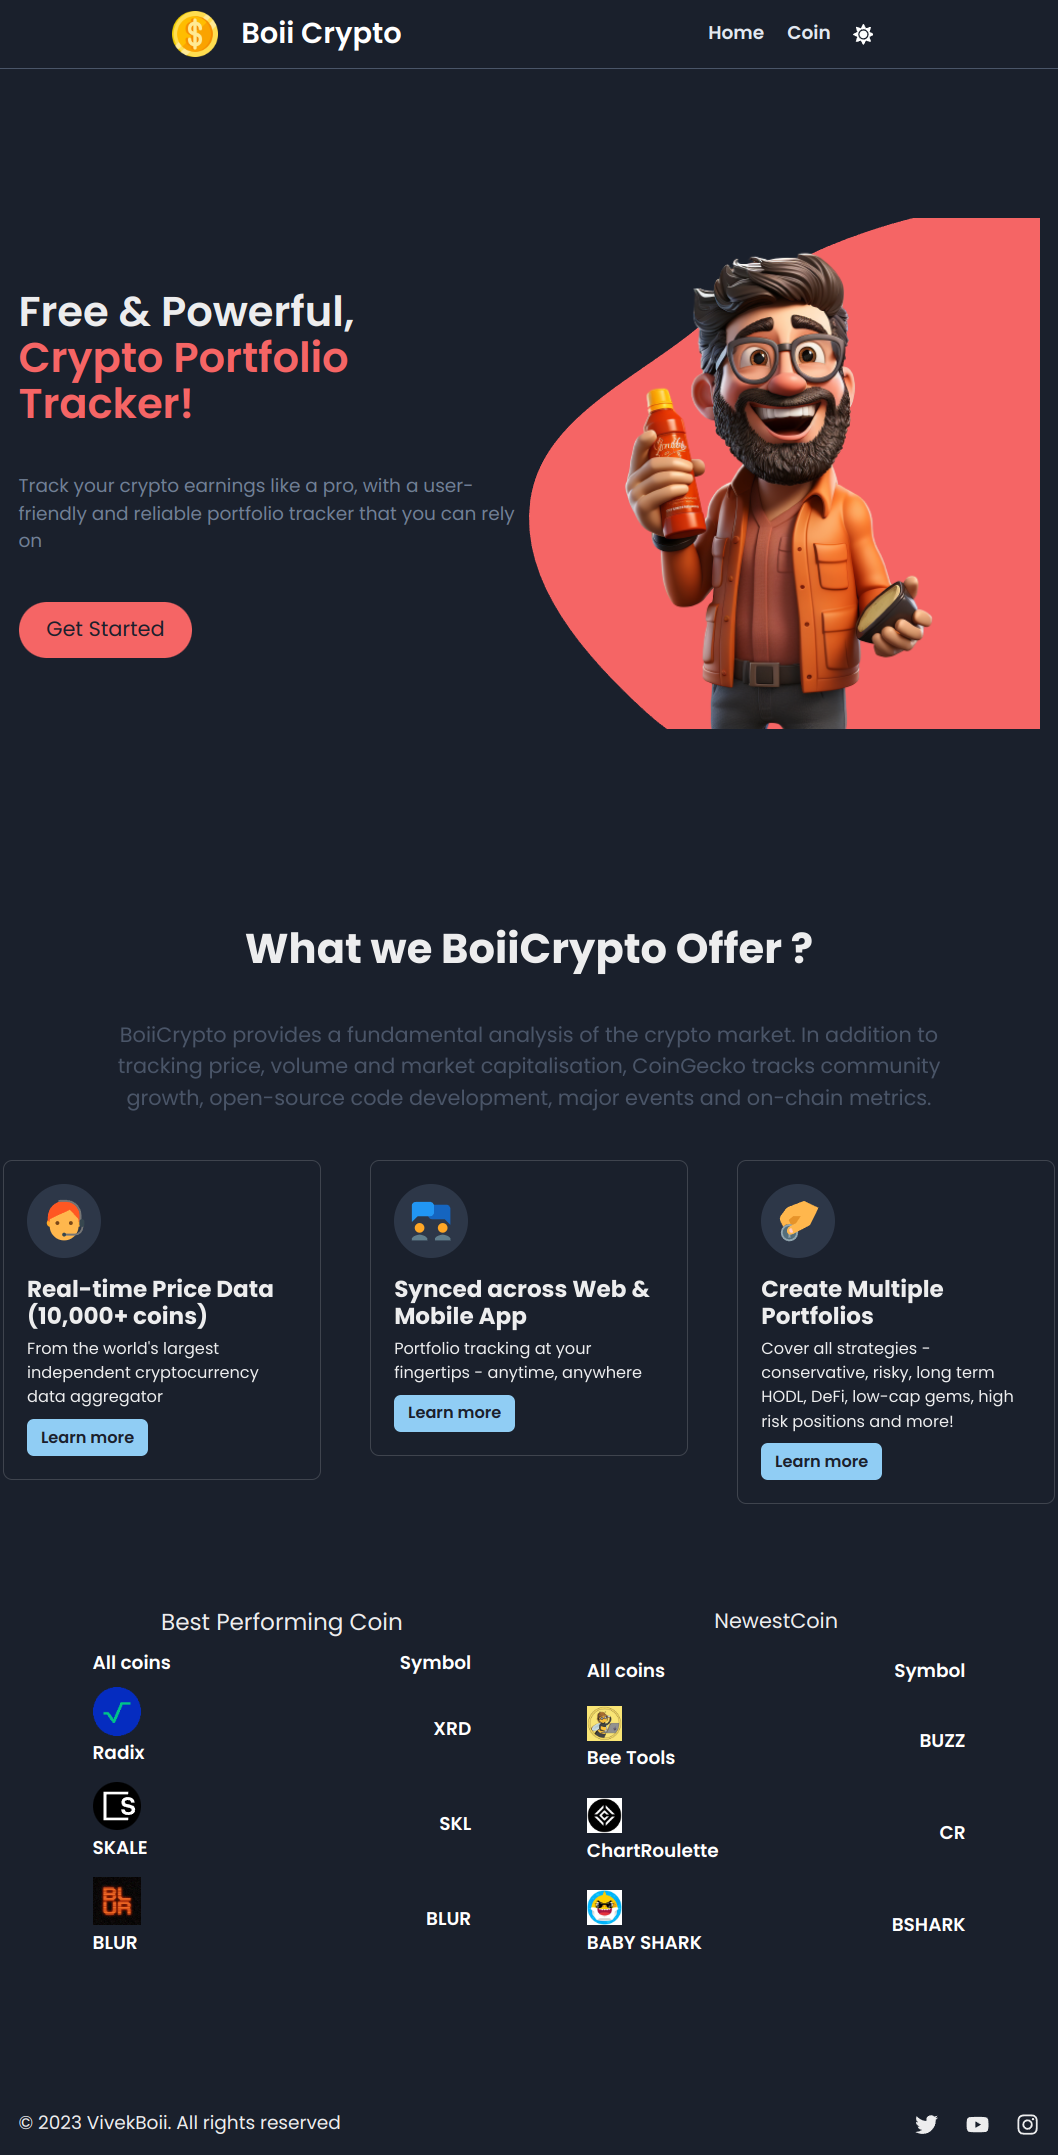 Boii Crypto
Home
Coin
Free & Powerful,
Crypto Portfolio
Tracker!
Track your crypto earnings like a pro, with a user-
friendly and reliable portfolio tracker that you can rely
on
Get Started
What we BoiiCrypto Offer ?
BoiiCrypto provides a fundamental analysis of the crypto market. In addition to
tracking price, volume and market capitalisation, CoinGecko tracks community
growth, open-source code development, major events and on-chain metrics.
Real-time Price Data
(10,000+ coins)
From the world's largest
independent cryptocurrency
data aggregator
Learn more
Synced across Web &
Mobile App
Portfolio tracking at your
fingertips - anytime, anywhere
Learn more
Create Multiple
Portfolios
Cover all strategies -
conservative, risky, long term
HODL, DeFi, low-cap gems, high
risk positions and more!
Learn more
Best Performing Coin
All coins
Symbol
Radix
XRD
SKALE
SKL
BL
UR
BLUR
BLUR
NewestCoin
All coins
Symbol
Bee Tools
BUZZ
ChartRoulette
CR
BABY SHARK
BSHARK
© 2023 VivekBoii. All rights reserved